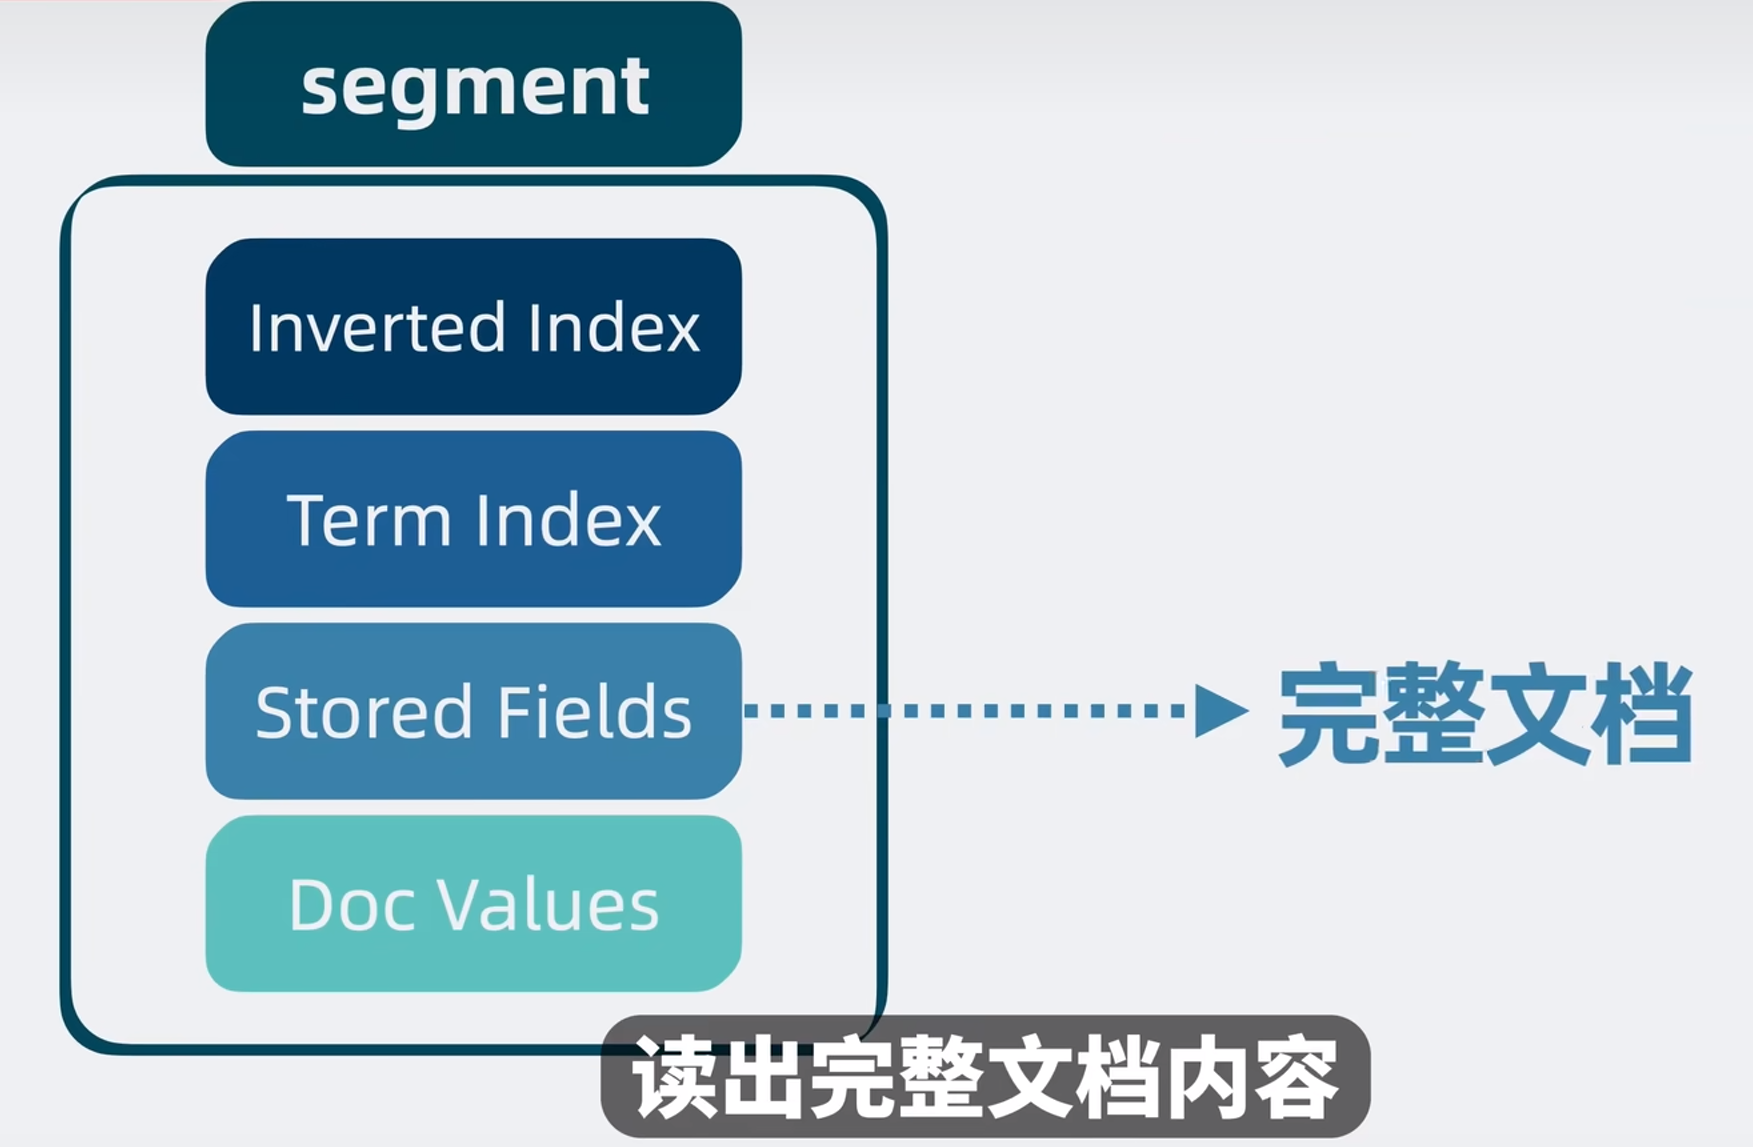 segment
Inverted Index
Term Index
Stored Fields
完整文档
Doc Values
读出完整文档内容